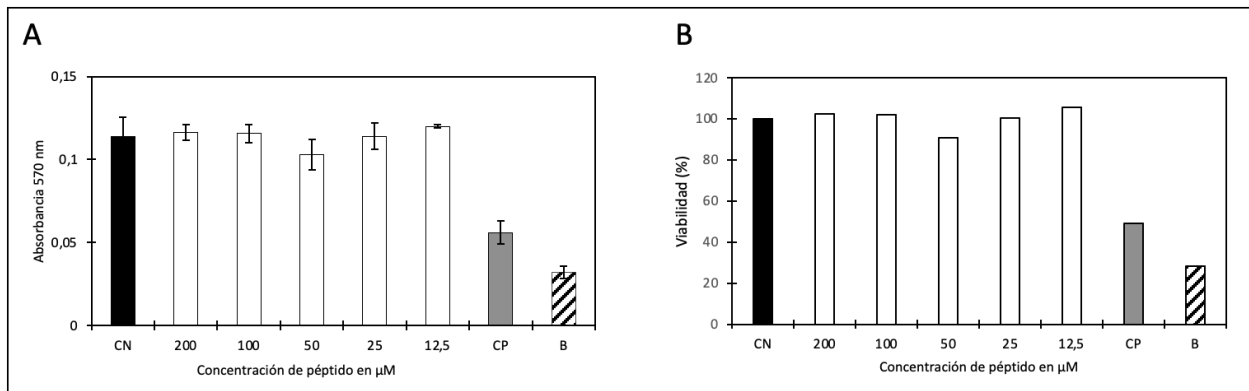 A
0,15
0,1
0,05
0
Absorbancia 570 nm
CN 200 100 50 25 12,5 CP B
Concentración de péptido en µM
B
120
100
80
60
40
20
0
Viabilidad (%)
CN 200 100 50 25 12,5 CP B
Concentración de péptido en µM